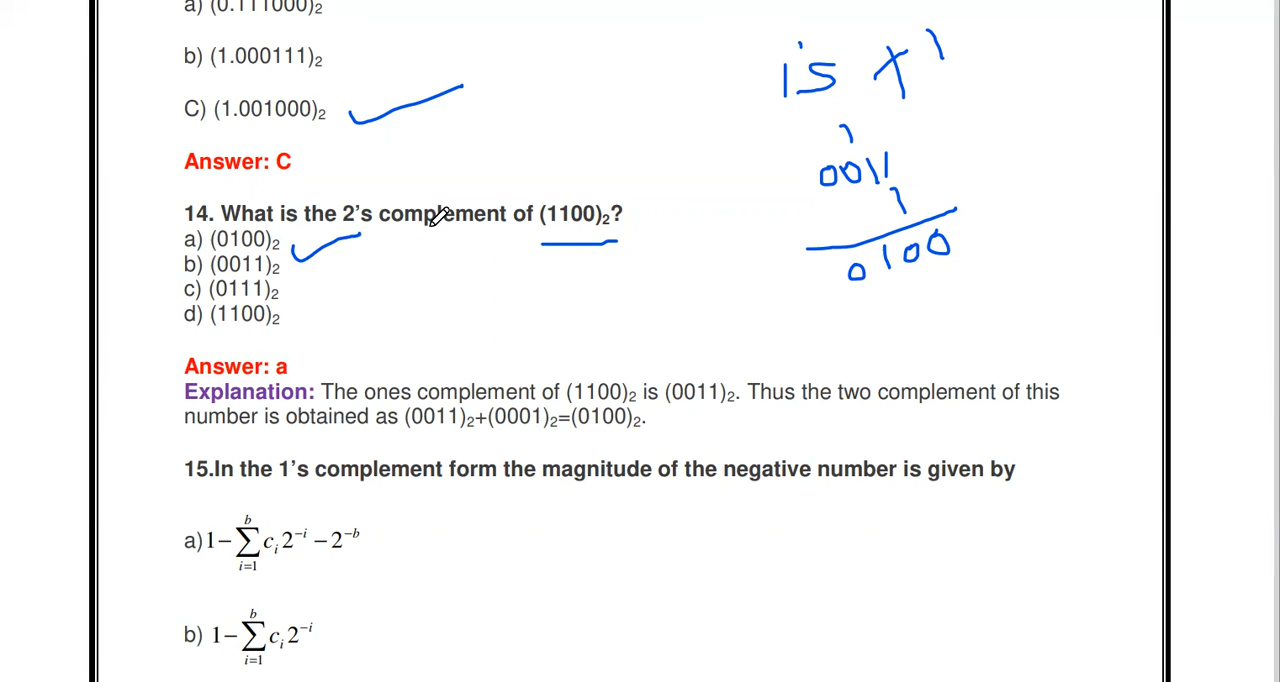 a) (0.111000)₂
b) (1.000111)₂
C) (1.001000)₂
Answer: C
14. What is the 2's complement of (1100)₂?
a) (0100)₂
b) (0011)₂
c) (0111)₂
d) (1100)₂
Answer: a
Explanation: The ones complement of (1100)₂ is (0011)₂. Thus the two complement of this
number is obtained as (0011)₂+(0001)₂=(0100)₂.
15.In the 1's complement form the magnitude of the negative number is given by
a)1−∑_{i=1}^{b} c_i 2^{−i} − 2^{−b}
b) 1−∑_{i=1}^{b} c_i 2^{−i}
1's + 1
1
0011
1
0100